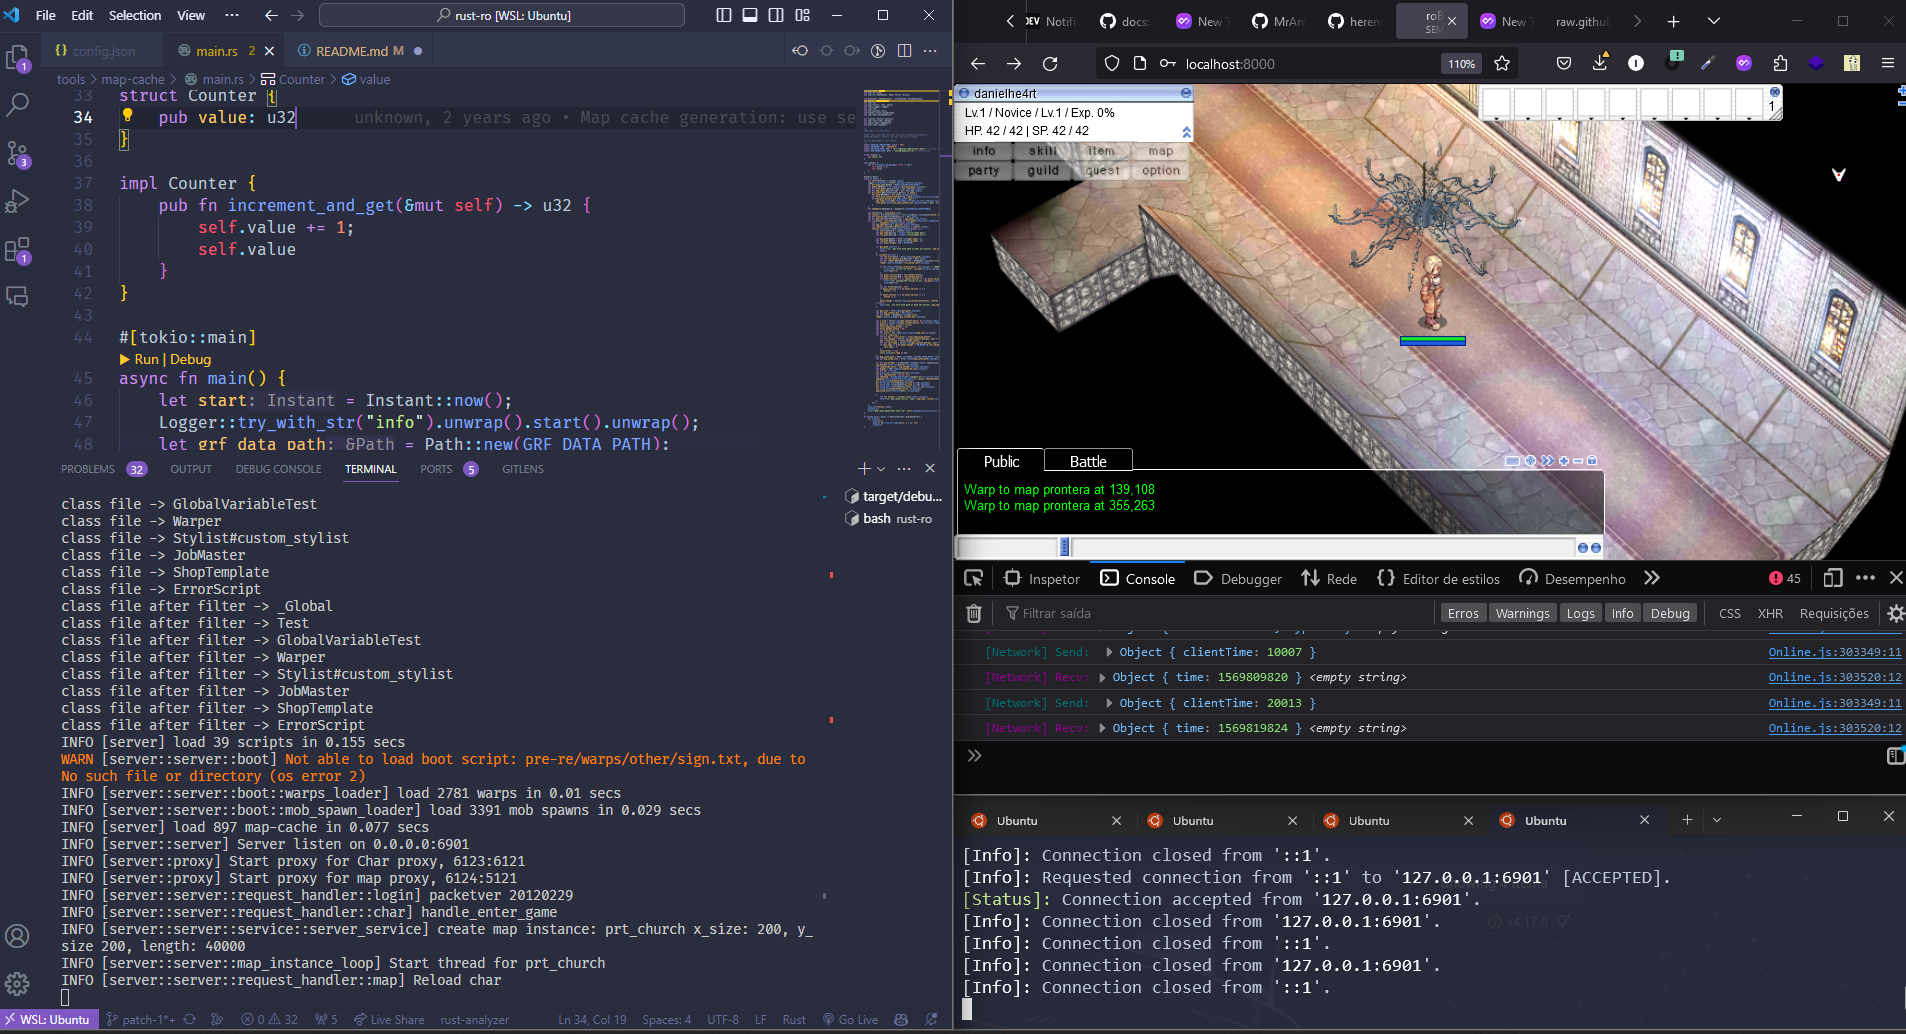 File Edit Selection View ··· rust-ro [WSL: Ubuntu]
config.json main.rs 2 README.md M
tools > map-cache > main.rs > Counter > value
33 struct Counter {
34 pub value: u32 unknown, 2 years ago • Map cache generation: use se
35 }
36
37 impl Counter {
38 pub fn increment_and_get(&mut self) -> u32 {
39 self.value += 1;
40 self.value
41 }
42 }
43
44 #[tokio::main]
Run | Debug
45 async fn main() {
46 let start: Instant = Instant::now();
47 Logger::try_with_str("info").unwrap().start().unwrap();
48 let grf_data_path: &Path = Path::new(GRF_DATA_PATH);
PROBLEMS 32 OUTPUT DEBUG CONSOLE TERMINAL PORTS 5 GITLENS
target/debu...
bash rust-ro
class file -> GlobalVariableTest
class file -> Warper
class file -> Stylist#custom_stylist
class file -> JobMaster
class file -> ShopTemplate
class file -> ErrorScript
class file after filter -> _Global
class file after filter -> Test
class file after filter -> GlobalVariableTest
class file after filter -> Warper
class file after filter -> Stylist#custom_stylist
class file after filter -> JobMaster
class file after filter -> ShopTemplate
class file after filter -> ErrorScript
INFO [server] load 39 scripts in 0.155 secs
WARN [server::server::boot] Not able to load boot script: pre-re/warps/other/sign.txt, due to
No such file or directory (os error 2)
INFO [server::server::boot::warps_loader] load 2781 warps in 0.01 secs
INFO [server::server::boot::mob_spawn_loader] load 3391 mob spawns in 0.029 secs
INFO [server] load 897 map-cache in 0.077 secs
INFO [server::server] Server listen on 0.0.0.0:6901
INFO [server::proxy] Start proxy for Char proxy, 6123:6121
INFO [server::proxy] Start proxy for map proxy, 6124:5121
INFO [server::server::request_handler::login] packetver 20120229
INFO [server::server::request_handler::char] handle_enter_game
INFO [server::server::service::server_service] create map instance: prt_church x_size: 200, y_
size 200, length: 40000
INFO [server::server::map_instance_loop] Start thread for prt_church
INFO [server::server::request_handler::map] Reload char
WSL: Ubuntu patch-1*+ 0 32 5 Live Share rust-analyzer Ln 34, Col 19 Spaces: 4 UTF-8 LF Rust Go Live
DEV Notifi docs: New T MrAn heren roB SEM New T raw.githu
localhost:8000 110%
danielhe4rt
Lv.1 / Novice / Lv.1 / Exp. 0%
HP. 42 / 42 | SP. 42 / 42
info skill item map
party guild quest option
1
Public Battle
Warp to map prontera at 139,108
Warp to map prontera at 355,263
Inspetor Console Debugger Rede Editor de estilos Desempenho 45
Filtrar saída Erros Warnings Logs Info Debug CSS XHR Requisições
[Network] Send: Object { clientTime: 10007 } Online.js:303349:11
[Network] Recv: Object { time: 1569809820 } <empty string> Online.js:303520:12
[Network] Send: Object { clientTime: 20013 } Online.js:303349:11
[Network] Recv: Object { time: 1569819824 } <empty string> Online.js:303520:12
Ubuntu Ubuntu Ubuntu Ubuntu
[Info]: Connection closed from '::1'.
[Info]: Requested connection from '::1' to '127.0.0.1:6901' [ACCEPTED].
[Status]: Connection accepted from '127.0.0.1:6901'.
[Info]: Connection closed from '127.0.0.1:6901'.
[Info]: Connection closed from '::1'.
[Info]: Connection closed from '127.0.0.1:6901'.
[Info]: Connection closed from '::1'.
v4.17.0